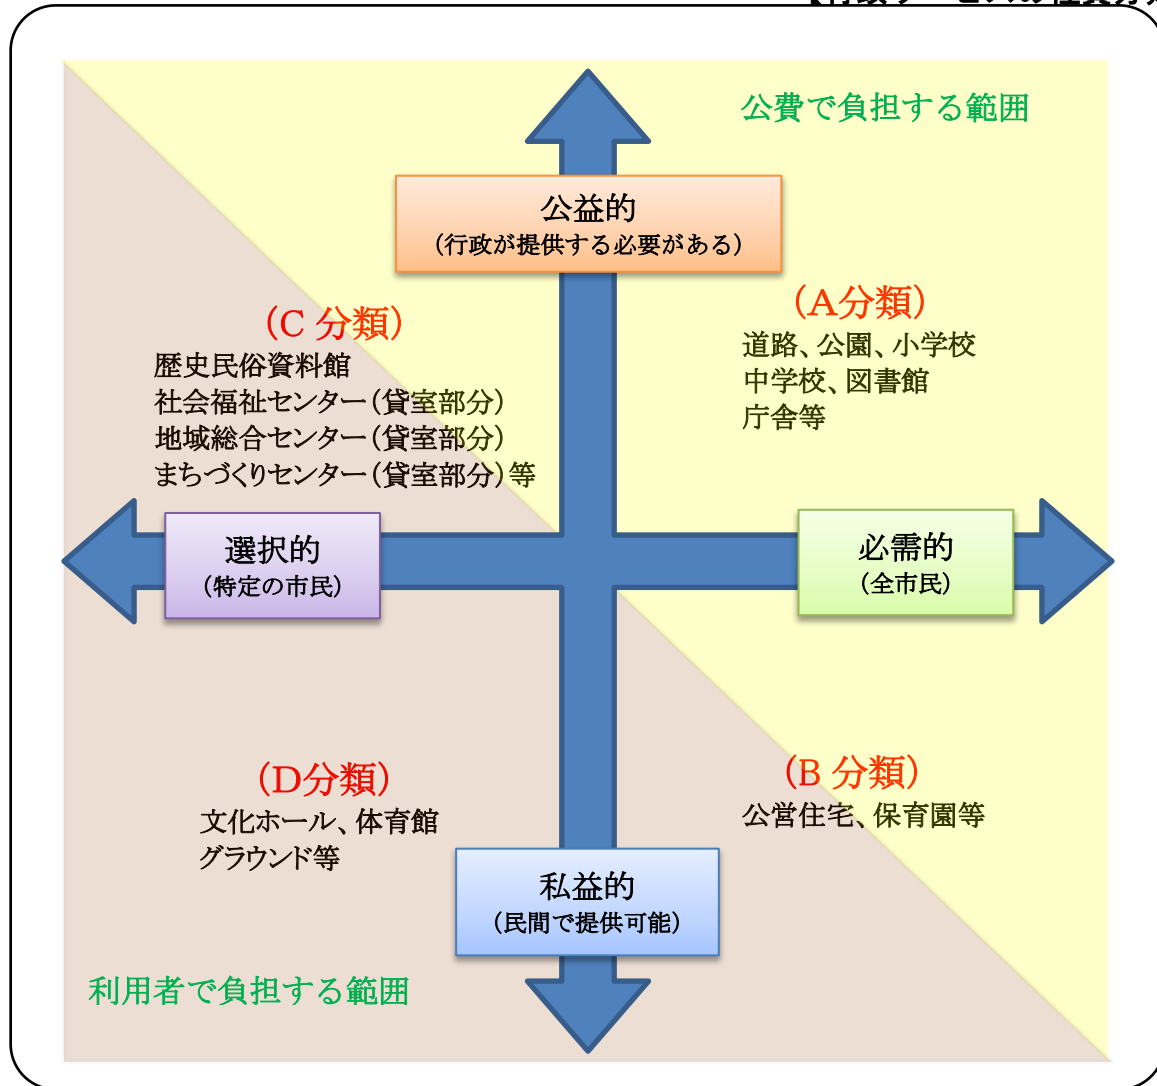 公費で負担する範囲
公益的
（行政が提供する必要がある）
（A分類）
道路、公園、小学校
中学校、図書館
庁舎等
（C 分類）
歴史民俗資料館
社会福祉センター（貸室部分）
地域総合センター（貸室部分）
まちづくりセンター（貸室部分）等
選択的
（特定の市民）
必需的
（全市民）
（D分類）
文化ホール、体育館
グラウンド等
（B 分類）
公営住宅、保育園等
私益的
（民間で提供可能）
利用者で負担する範囲